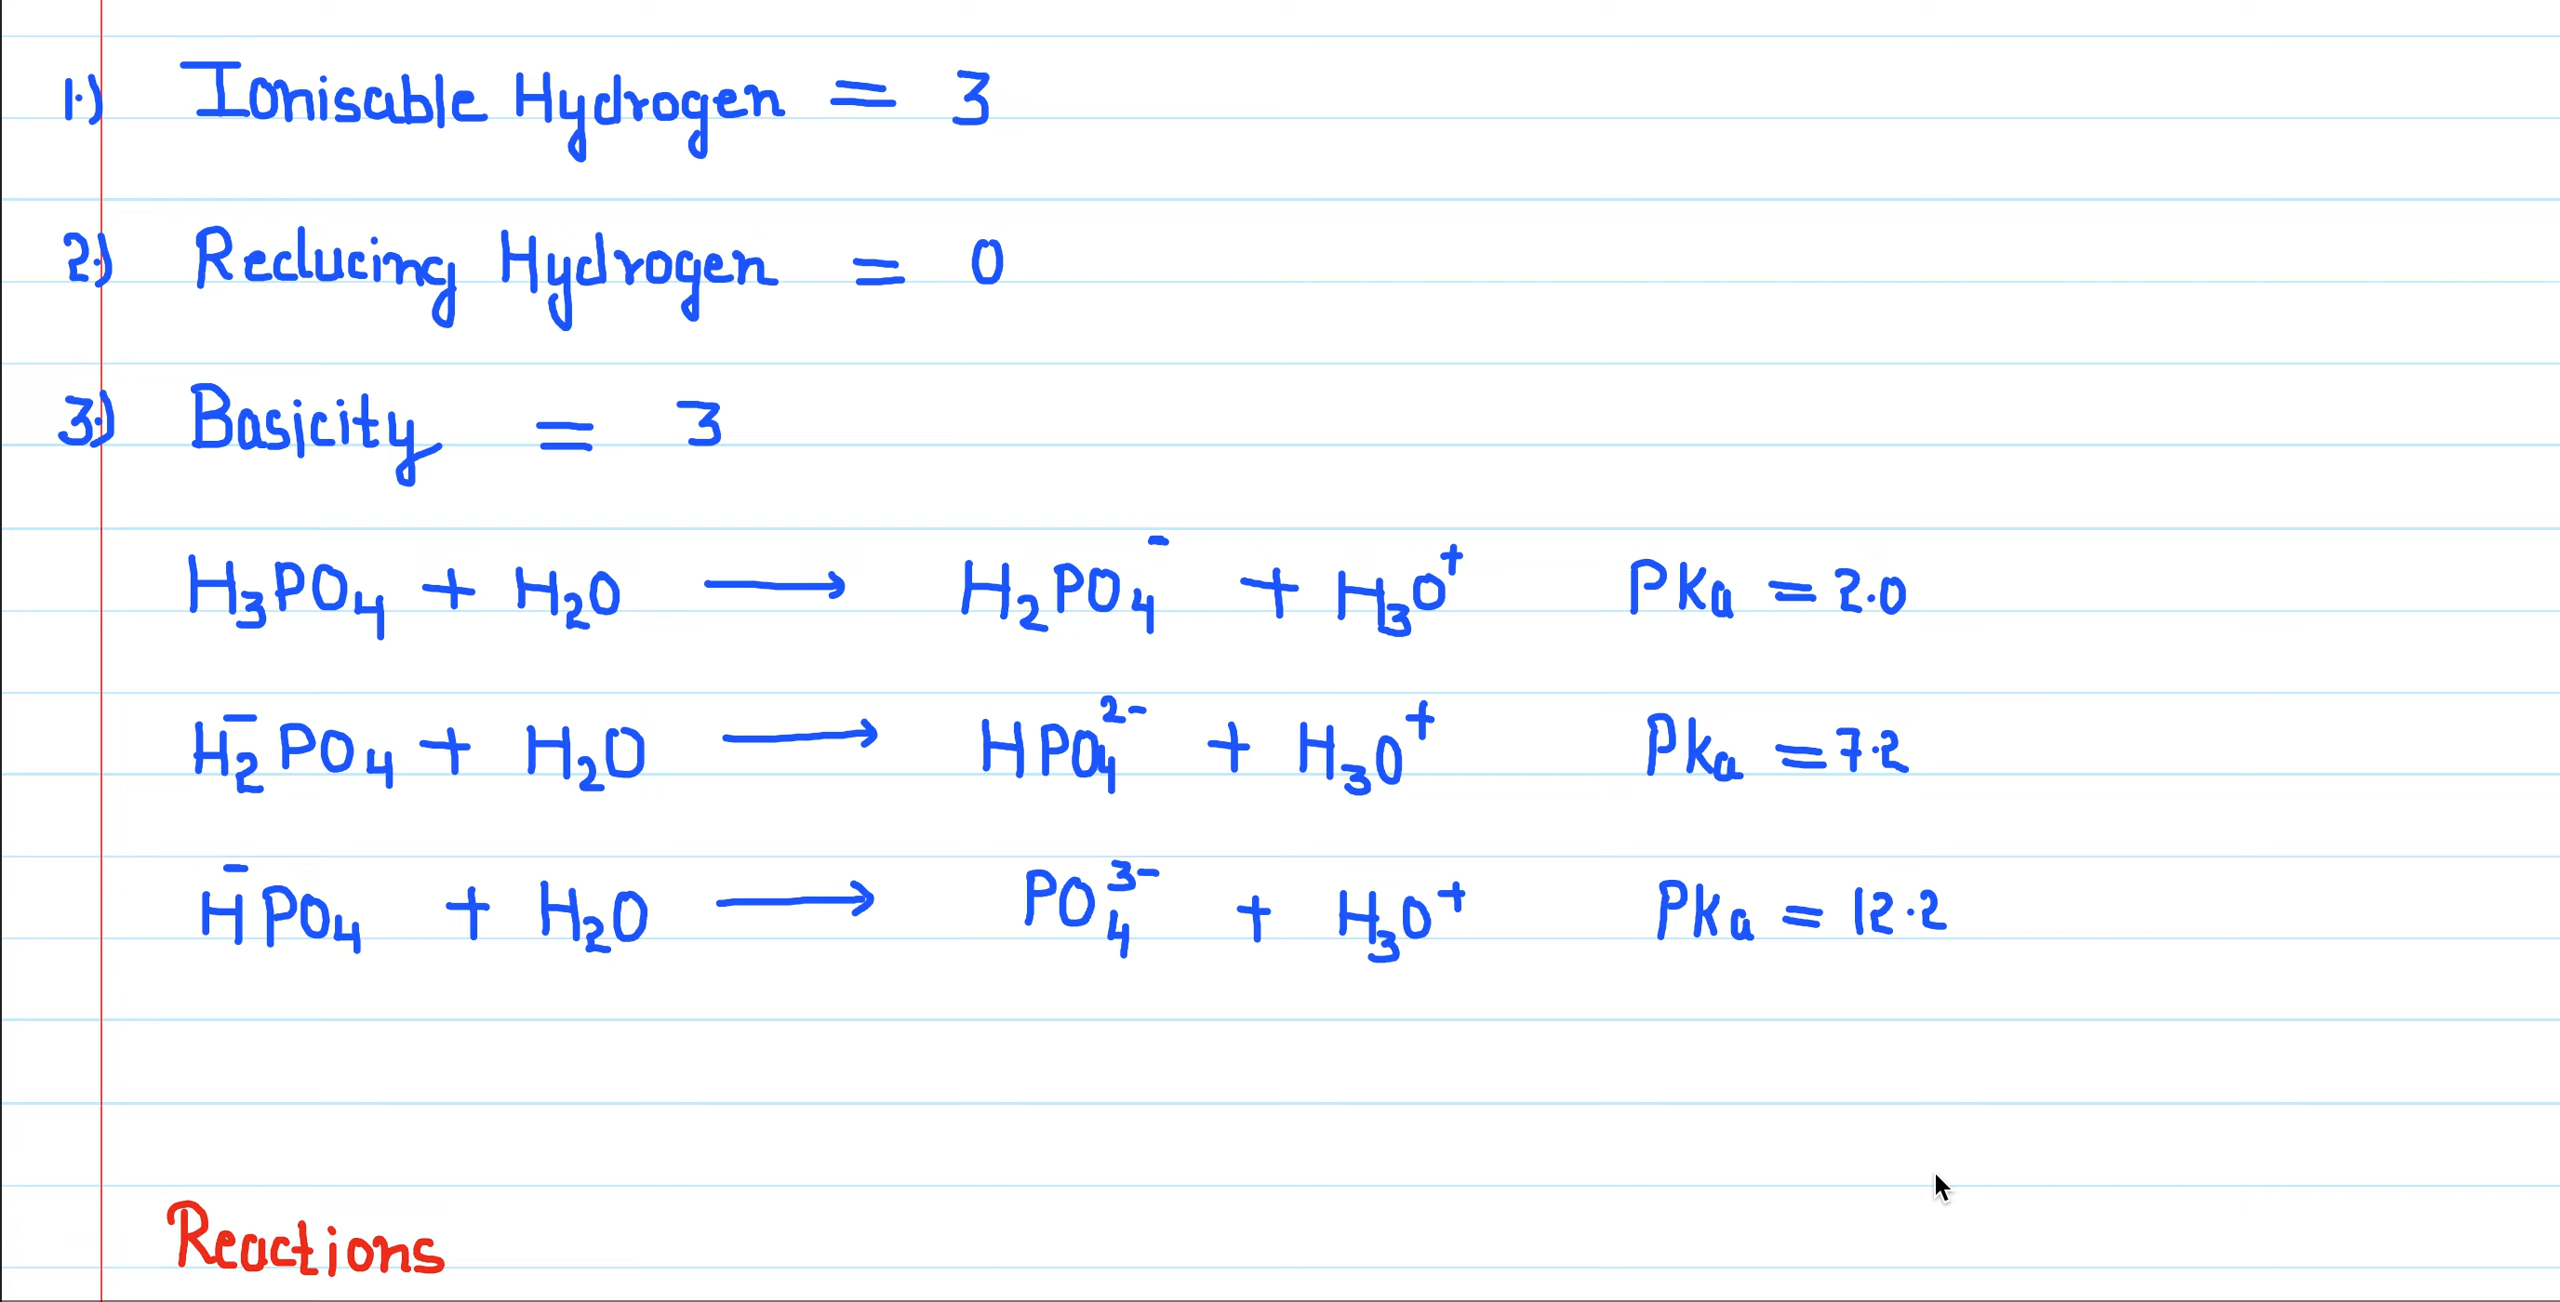 1.) Ionisable Hydrogen = 3
2.) Reducing Hydrogen = 0
3.) Basicity = 3
H₃PO₄ + H₂O ⟶ H₂PO₄⁻ + H₃O⁺ PKa = 2.0
H₂⁻PO₄ + H₂O ⟶ HPO₄²⁻ + H₃O⁺ Pka = 7.2
H⁻PO₄ + H₂O ⟶ PO₄³⁻ + H₃O⁺ Pka = 12.2
Reactions